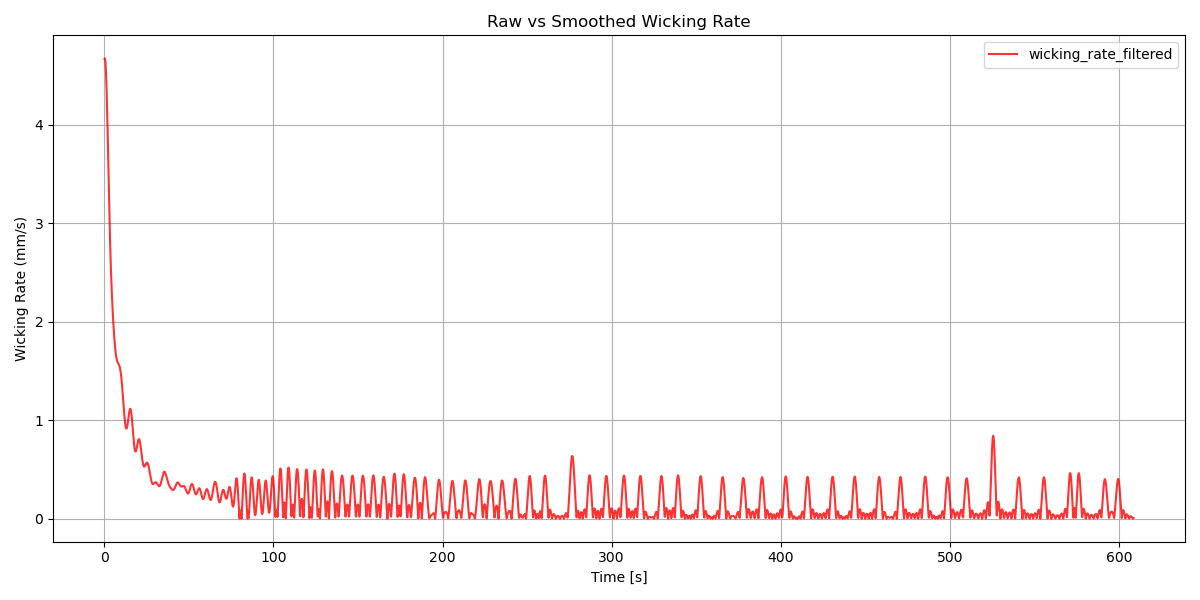 Raw vs Smoothed Wicking Rate
wicking_rate_filtered
Wicking Rate (mm/s)
4
3
2
1
0
0 100 200 300 400 500 600
Time [s]